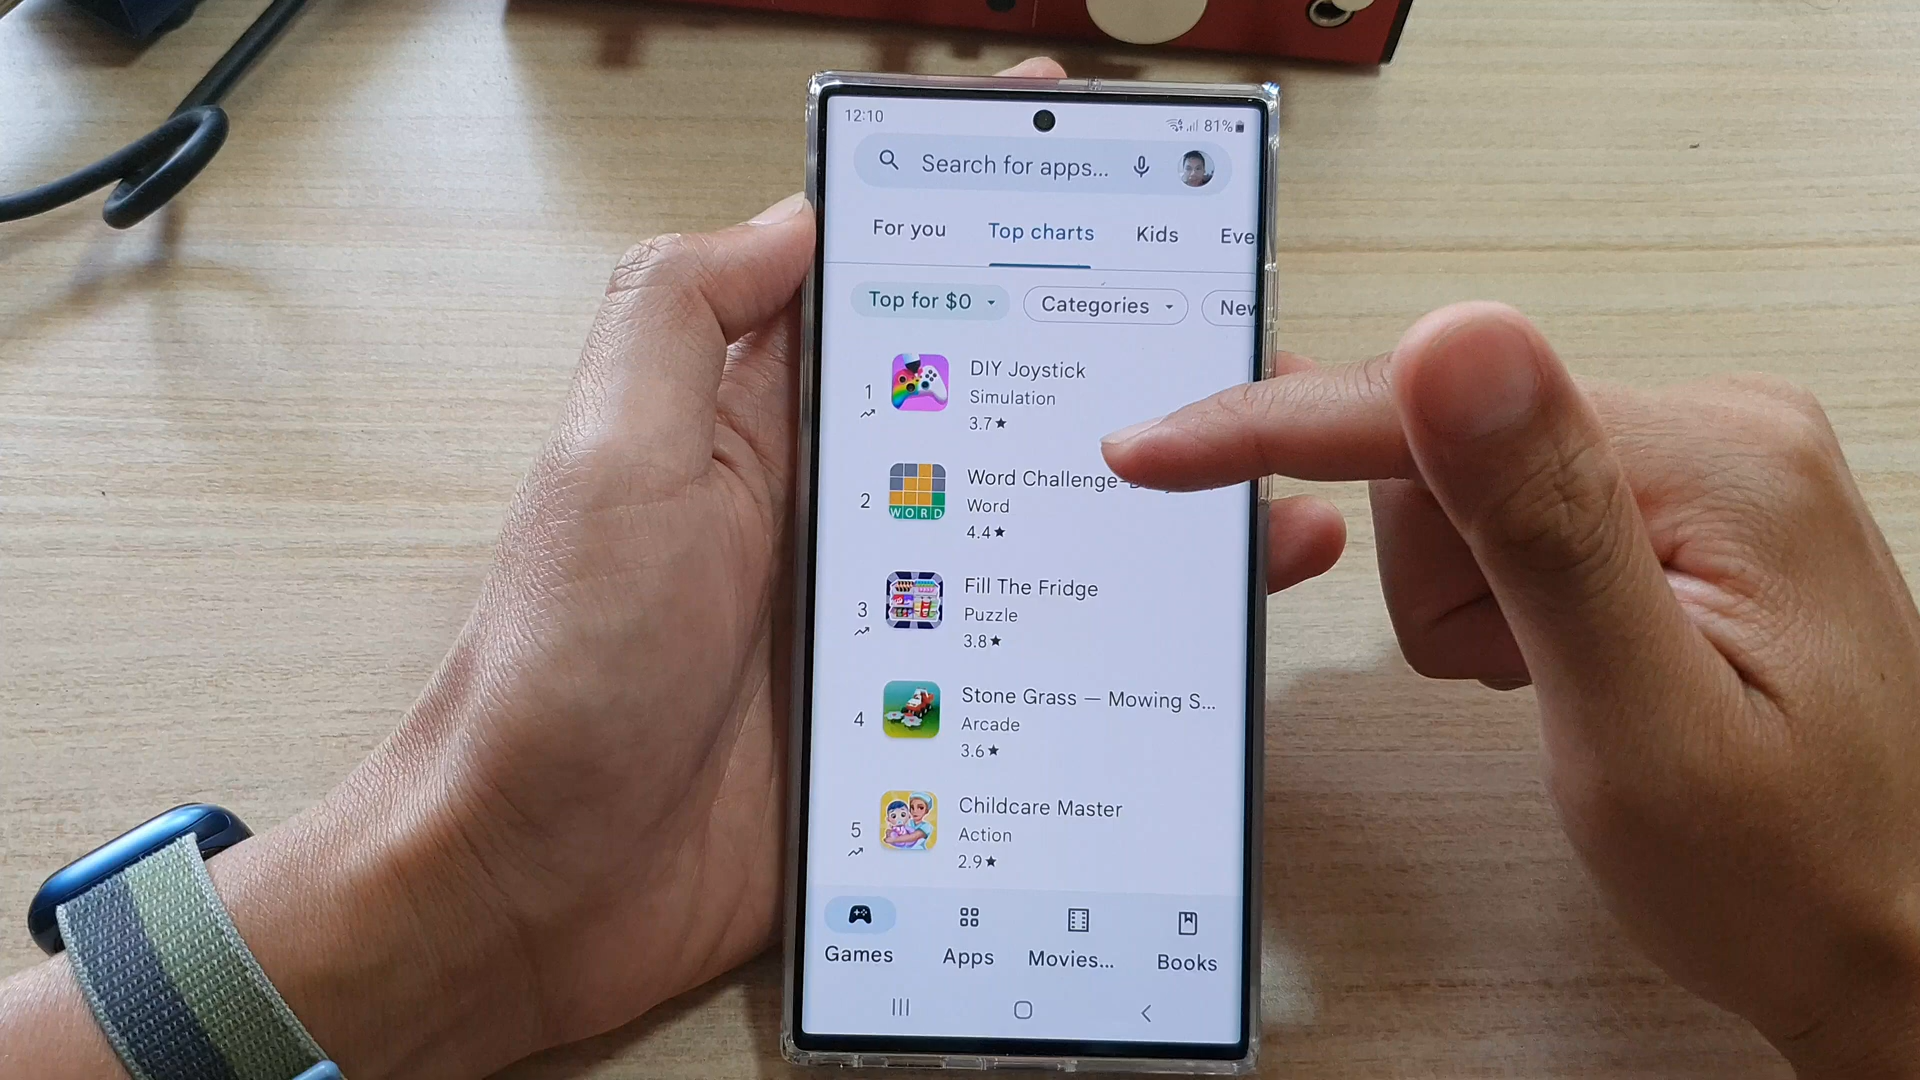 12:10
81%
Search for apps...
For you Top charts Kids Eve
Top for $0 Categories New
1 DIY Joystick
Simulation
3.7★
2 Word Challenge-
WORD
Word
4.4★
3 Fill The Fridge
Puzzle
3.8★
4 Stone Grass — Mowing S...
Arcade
3.6★
5 Childcare Master
Action
2.9★
Games Apps Movies... Books